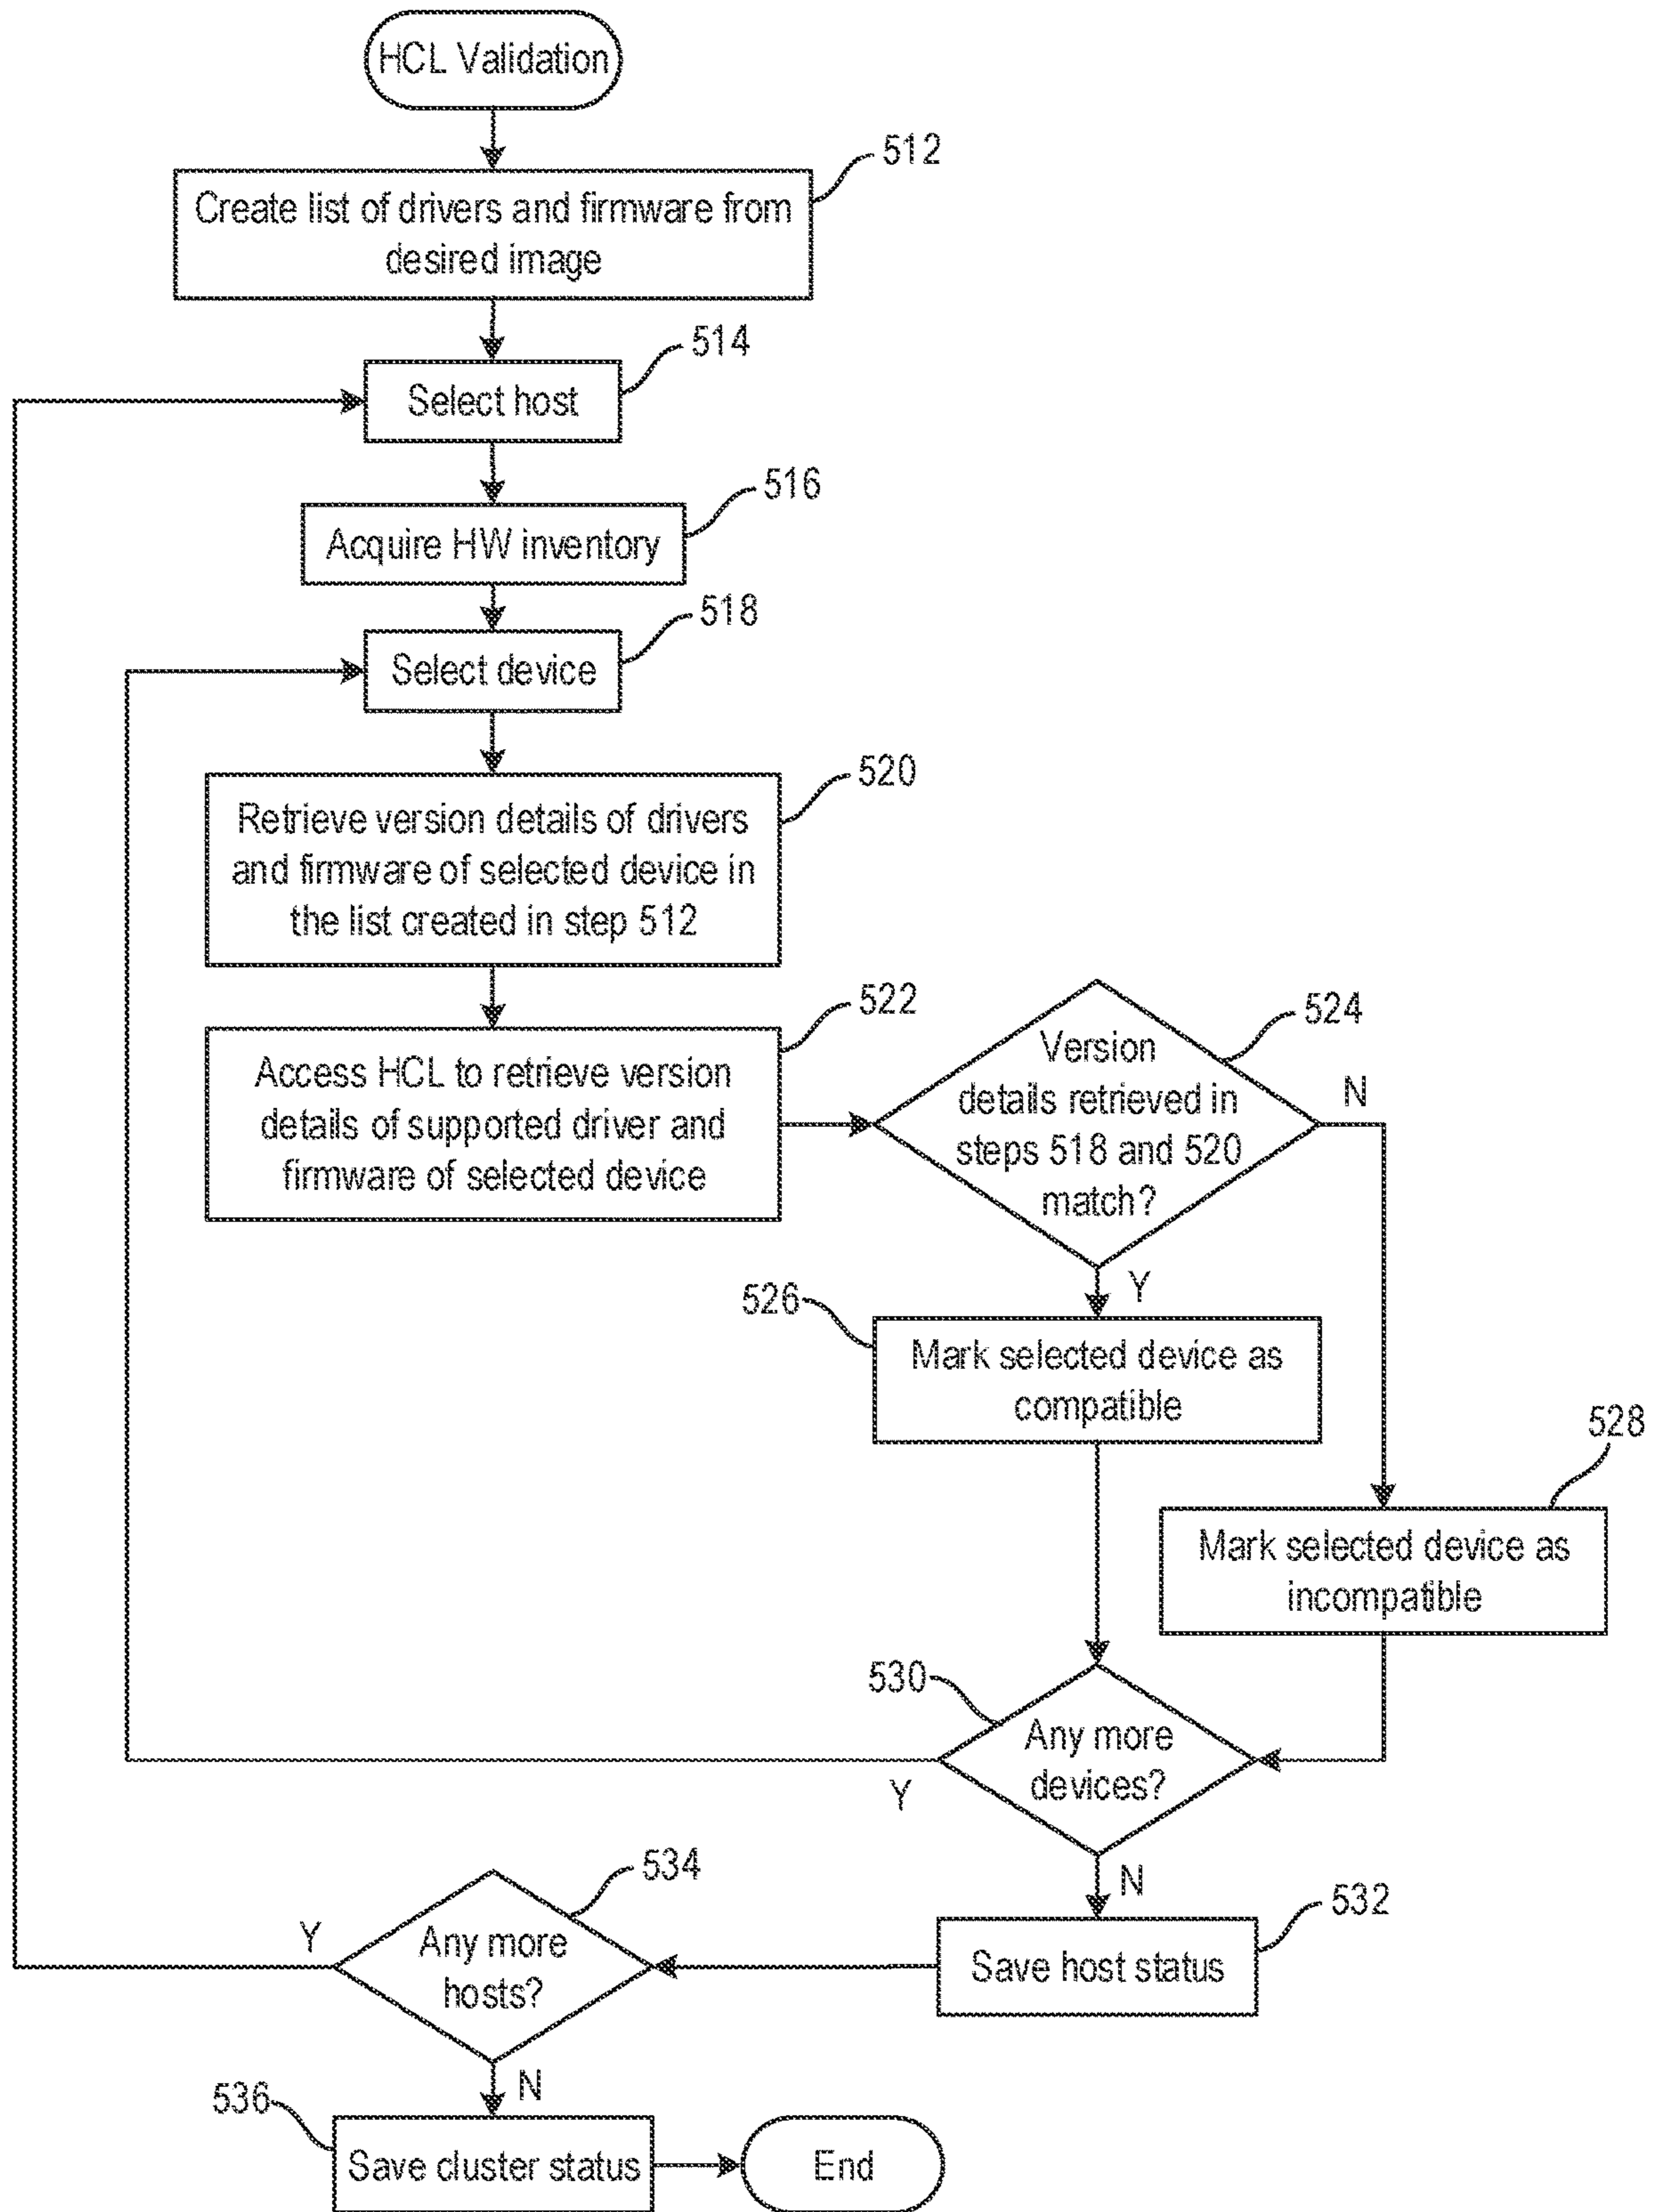 HCL Validation
512
Create list of drivers and firmware from
desired image
514
Select host
516
Acquire HW inventory
518
Select device
520
Retrieve version details of drivers
and firmware of selected device in
the list created in step 512
522
Access HCL to retrieve version
details of supported driver and
firmware of selected device
524
Version
details retrieved in
steps 518 and 520
match?
N
Y
526
Mark selected device as
compatible
528
Mark selected device as
incompatible
530
Any more
devices?
Y
N
532
Save host status
534
Any more
hosts?
Y
N
536
Save cluster status
End